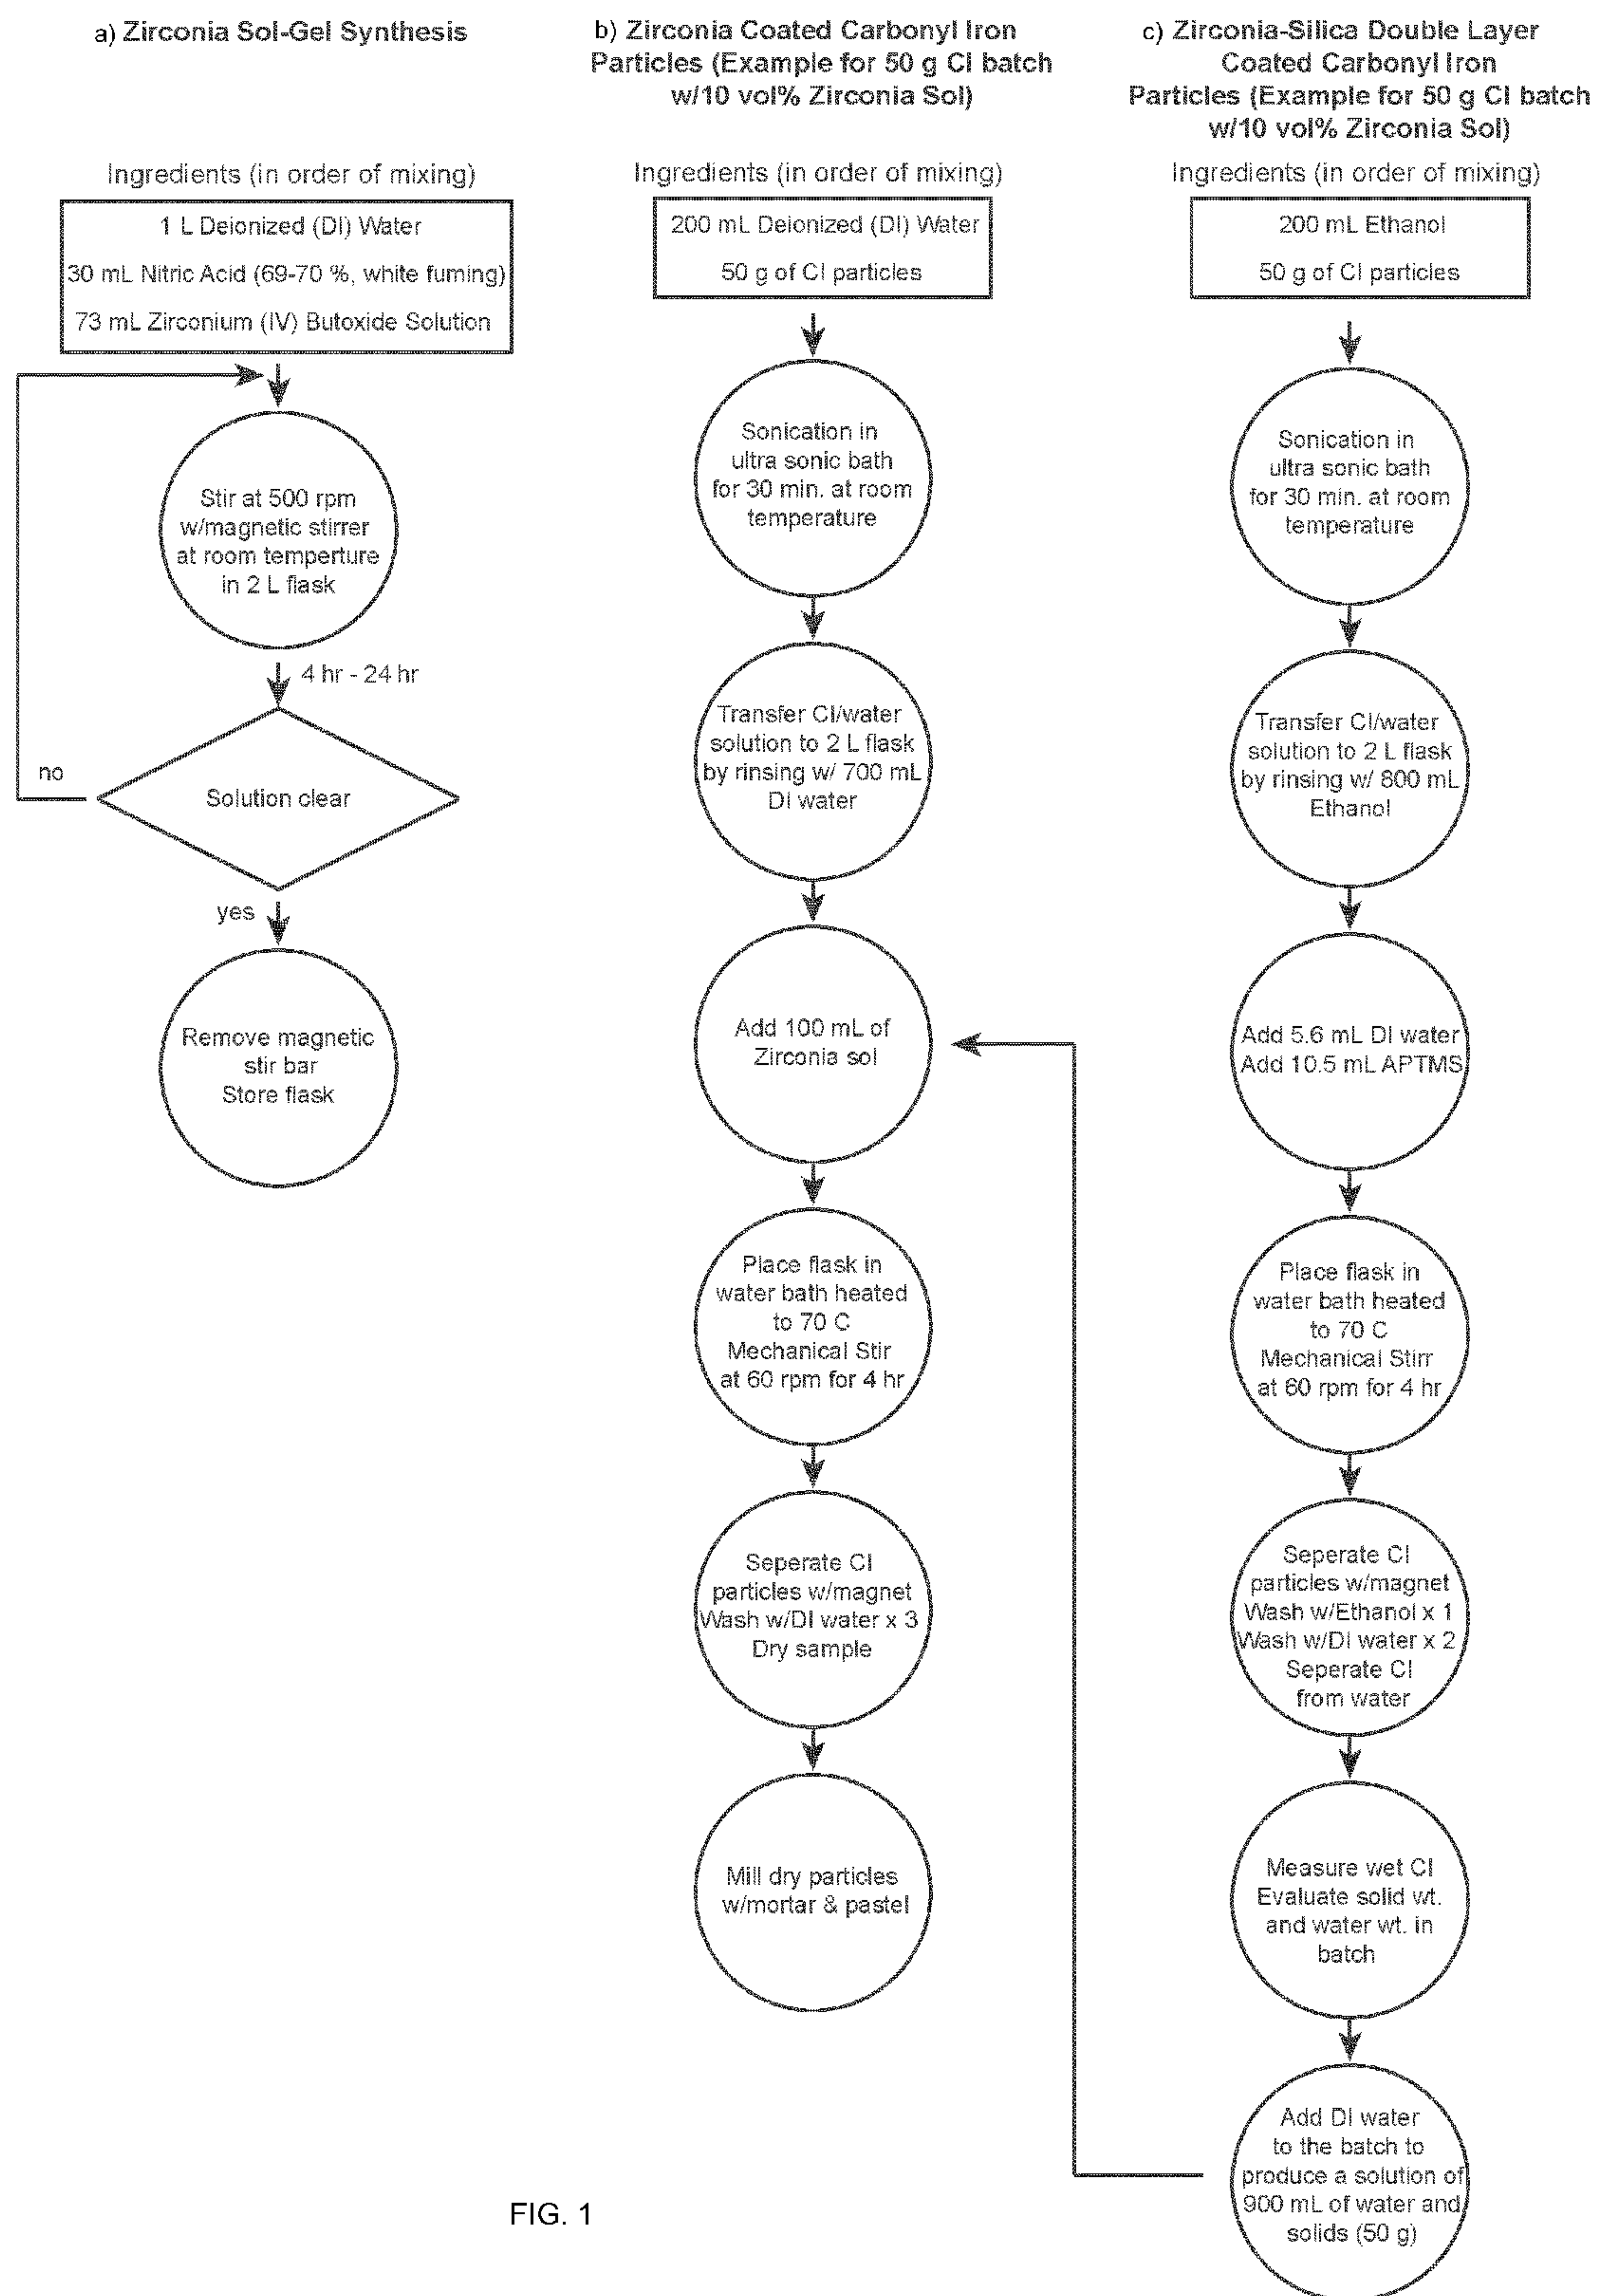 a) Zirconia Sol-Gel Synthesis
Ingredients (in order of mixing)
1 L Deionized (DI) Water
30 mL Nitric Acid (69-70 %, white fuming)
73 mL Zirconium (IV) Butoxide Solution
Stir at 500 rpm
w/magnetic stirrer
at room temperture
in 2 L flask
4 hr - 24 hr
no
Solution clear
yes
Remove magnetic
stir bar
Store flask
b) Zirconia Coated Carbonyl Iron
Particles (Example for 50 g CI batch
w/10 vol% Zirconia Sol)
Ingredients (in order of mixing)
200 mL Deionized (DI) Water
50 g of CI particles
Sonication in
ultra sonic bath
for 30 min. at room
temperature
Transfer CI/water
solution to 2 L flask
by rinsing w/ 700 mL
DI water
Add 100 mL of
Zirconia sol
Place flask in
water bath heated
to 70 C
Mechanical Stir
at 60 rpm for 4 hr
Seperate CI
particles w/magnet
Wash w/DI water x 3
Dry sample
Mill dry particles
w/mortar & pastel
c) Zirconia-Silica Double Layer
Coated Carbonyl Iron
Particles (Example for 50 g CI batch
w/10 vol% Zirconia Sol)
Ingredients (in order of mixing)
200 mL Ethanol
50 g of CI particles
Sonication in
ultra sonic bath
for 30 min. at room
temperature
Transfer CI/water
solution to 2 L flask
by rinsing w/ 800 mL
Ethanol
Add 5.6 mL DI water
Add 10.5 mL APTMS
Place flask in
water bath heated
to 70 C
Mechanical Stirr
at 60 rpm for 4 hr
Seperate CI
particles w/magnet
Wash w/Ethanol x 1
Wash w/DI water x 2
Seperate CI
from water
Measure wet CI
Evaluate solid wt.
and water wt. in
batch
Add DI water
to the batch to
produce a solution of
900 mL of water and
solids (50 g)
FIG. 1